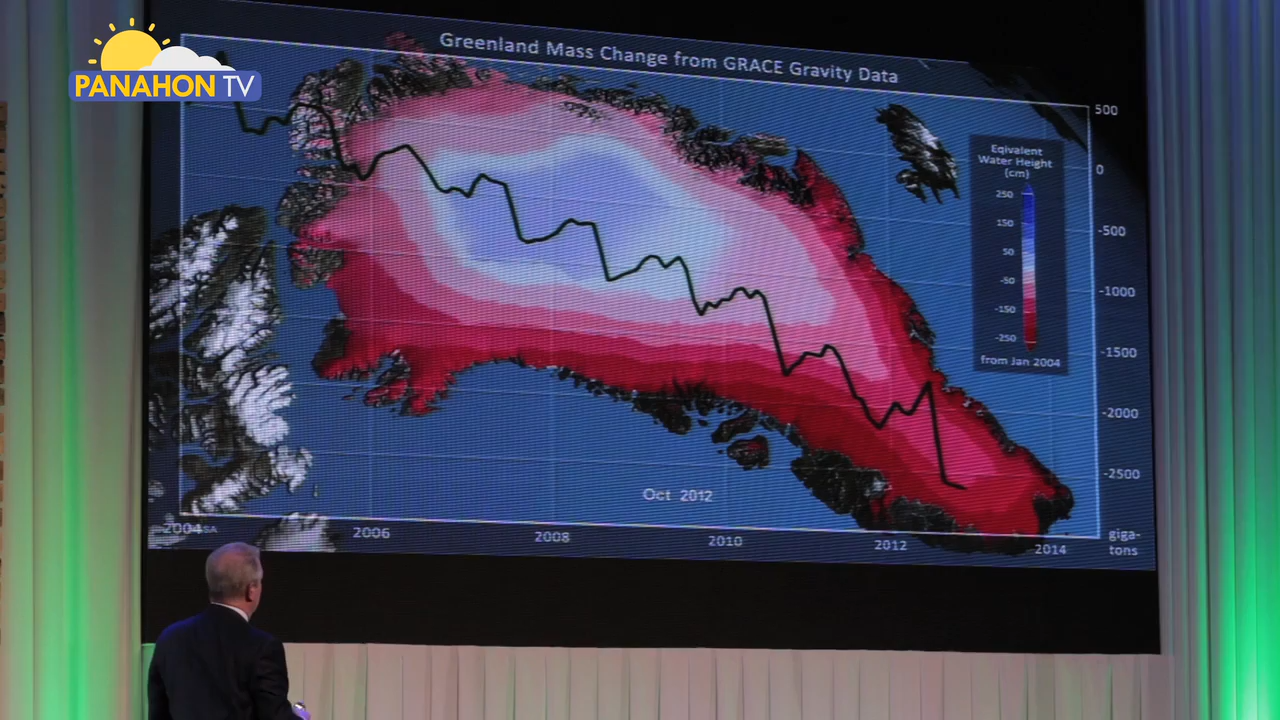 PANAHON TV
Greenland Mass Change from GRACE Gravity Data
500
0
-500
-1000
-1500
-2000
-2500
giga-
tons
Eqivalent
Water Height
(cm)
250
150
50
-50
-150
-250
from Jan 2004
Oct 2012
2004
2006
2008
2010
2012
2014